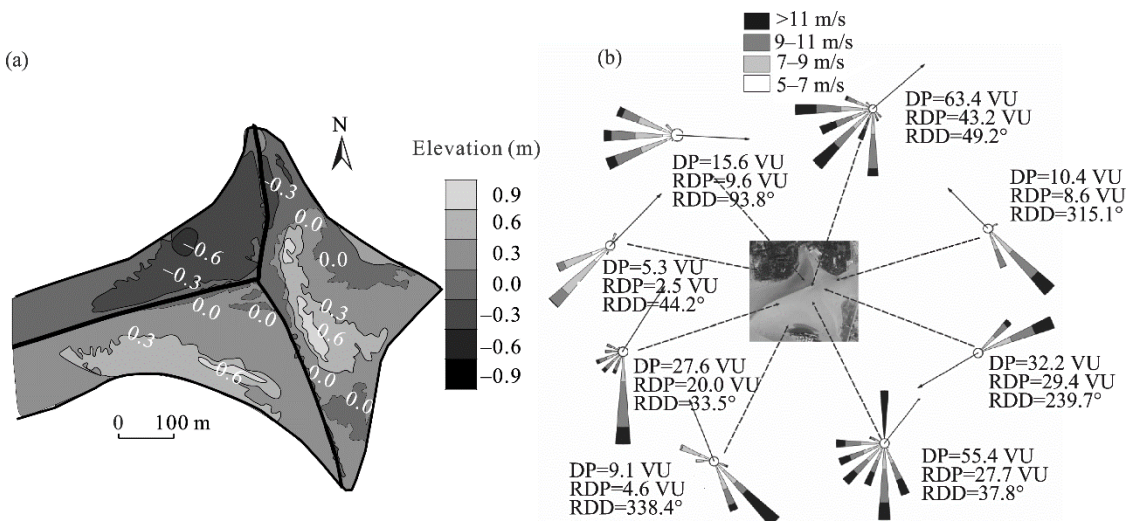 (a)
N
Elevation (m)
0.9
0.6
0.3
0.0
−0.3
−0.6
−0.9
−0.3
0.0
−0.6
0.0
−0.3
0.0
0.0
0.3
0.6
0.3
0.6
0.0
0.0
0 100 m
(b)
>11 m/s
9–11 m/s
7–9 m/s
5–7 m/s
DP=63.4 VU
RDP=43.2 VU
RDD=49.2°
DP=15.6 VU
RDP=9.6 VU
RDD=93.8°
DP=10.4 VU
RDP=8.6 VU
RDD=315.1°
DP=5.3 VU
RDP=2.5 VU
RDD=44.2°
DP=27.6 VU
RDP=20.0 VU
RDD=33.5°
DP=32.2 VU
RDP=29.4 VU
RDD=239.7°
DP=55.4 VU
RDP=27.7 VU
RDD=37.8°
DP=9.1 VU
RDP=4.6 VU
RDD=338.4°